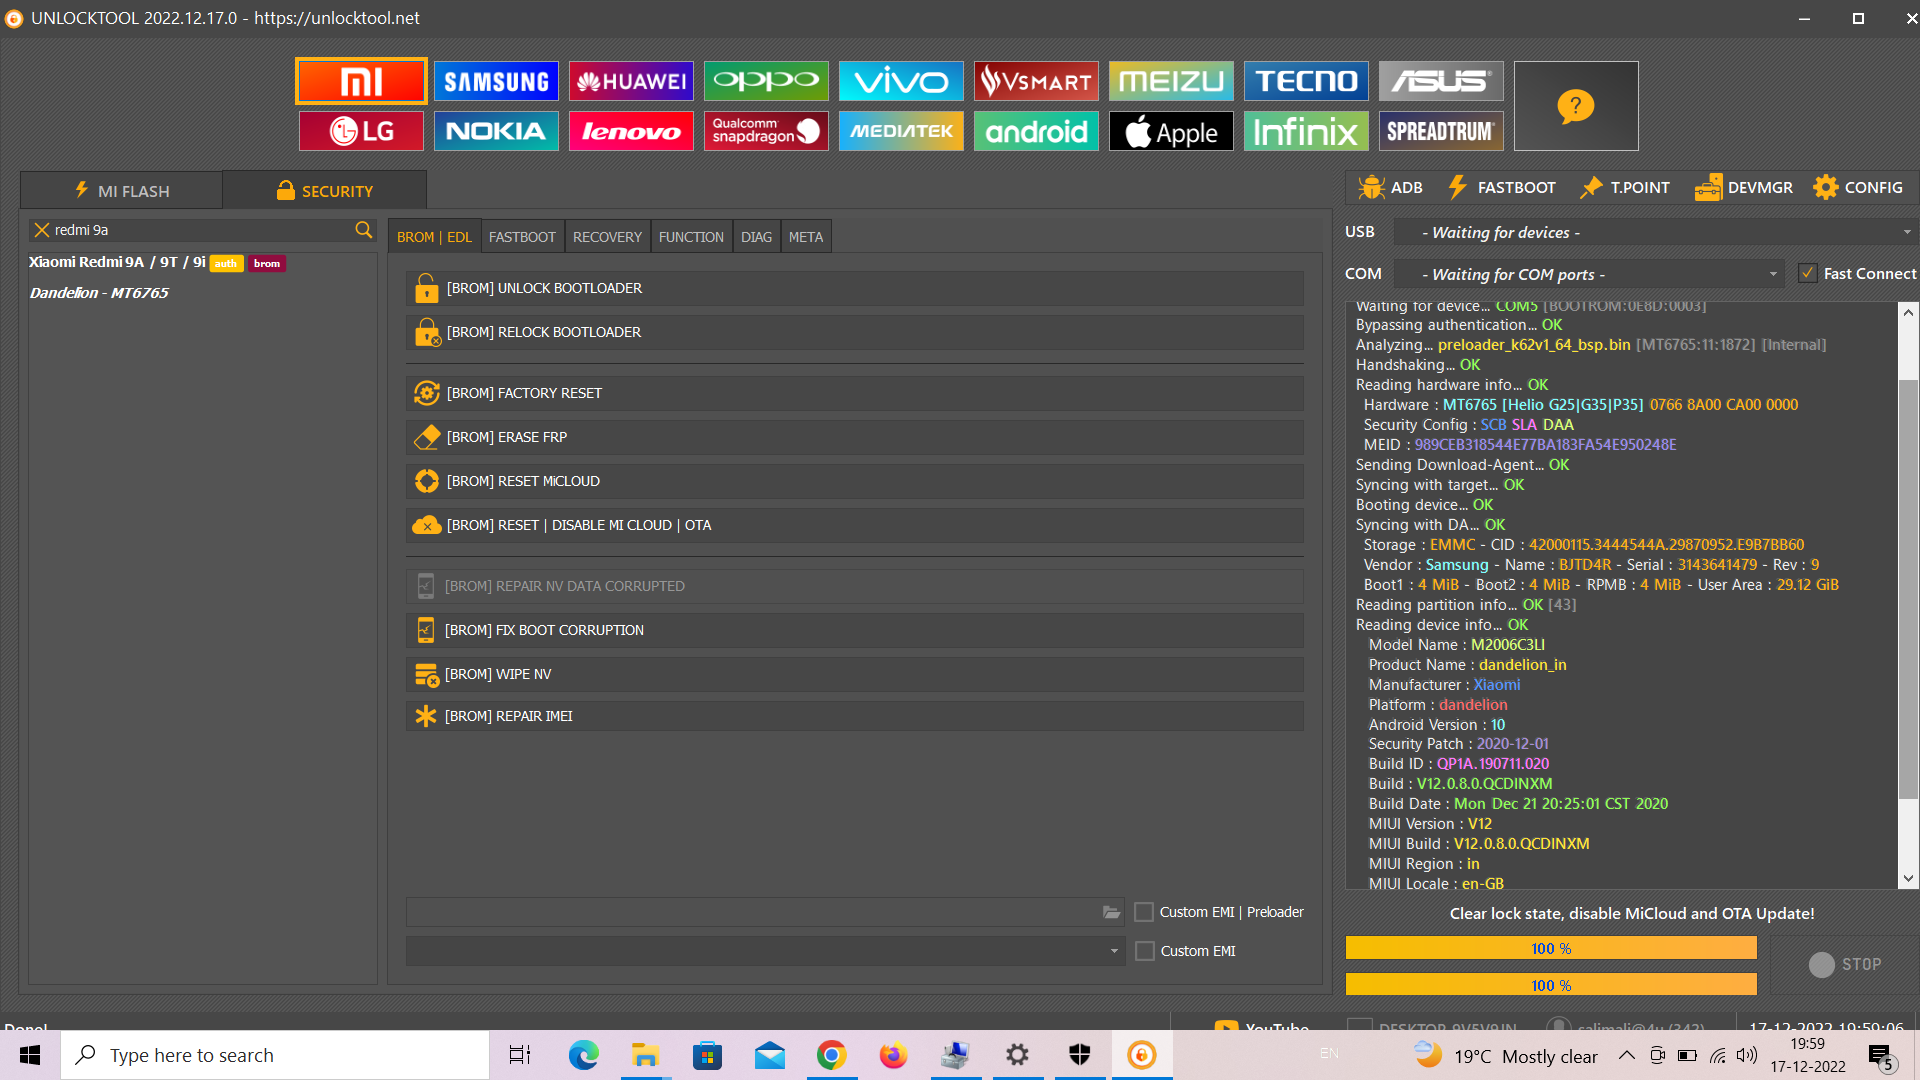 UNLOCKTOOL 2022.12.17.0 - https://unlocktool.net
MI SAMSUNG HUAWEI OPPO VIVO VSMART MEIZU TECNO ASUS ?
LG NOKIA lenovo Qualcomm snapdragon MEDIATEK android Apple Infinix SPREADTRUM
MI FLASH SECURITY
ADB FASTBOOT T.POINT DEVMGR CONFIG
redmi 9a
Xiaomi Redmi 9A / 9T / 9i auth brom
Dandelion - MT6765
BROM | EDL FASTBOOT RECOVERY FUNCTION DIAG META
[BROM] UNLOCK BOOTLOADER
[BROM] RELOCK BOOTLOADER
[BROM] FACTORY RESET
[BROM] ERASE FRP
[BROM] RESET MiCLOUD
[BROM] RESET | DISABLE MI CLOUD | OTA
[BROM] REPAIR NV DATA CORRUPTED
[BROM] FIX BOOT CORRUPTION
[BROM] WIPE NV
[BROM] REPAIR IMEI
Custom EMI | Preloader
Custom EMI
USB - Waiting for devices -
COM - Waiting for COM ports - Fast Connect
Waiting for device... COM5 [BOOTROM:0E8D:0003]
Bypassing authentication... OK
Analyzing... preloader_k62v1_64_bsp.bin [MT6765:11:1872] [Internal]
Handshaking... OK
Reading hardware info... OK
Hardware : MT6765 [Helio G25|G35|P35] 0766 8A00 CA00 0000
Security Config : SCB SLA DAA
MEID : 989CEB318544E77BA183FA54E950248E
Sending Download-Agent... OK
Syncing with target... OK
Booting device... OK
Syncing with DA... OK
Storage : EMMC - CID : 42000115.3444544A.29870952.E9B7BB60
Vendor : Samsung - Name : BJTD4R - Serial : 3143641479 - Rev : 9
Boot1 : 4 MiB - Boot2 : 4 MiB - RPMB : 4 MiB - User Area : 29.12 GiB
Reading partition info... OK [43]
Reading device info... OK
Model Name : M2006C3LI
Product Name : dandelion_in
Manufacturer : Xiaomi
Platform : dandelion
Android Version : 10
Security Patch : 2020-12-01
Build ID : QP1A.190711.020
Build : V12.0.8.0.QCDINXM
Build Date : Mon Dec 21 20:25:01 CST 2020
MIUI Version : V12
MIUI Build : V12.0.8.0.QCDINXM
MIUI Region : in
MIUI Locale : en-GB
Clear lock state, disable MiCloud and OTA Update!
100 %
STOP
100 %
Done! YouTube DESKTOP-9V5V9JN salimali@4u (342) 17-12-2022 19:59:06
Type here to search
EN
19°C Mostly clear
19:59
17-12-2022
5